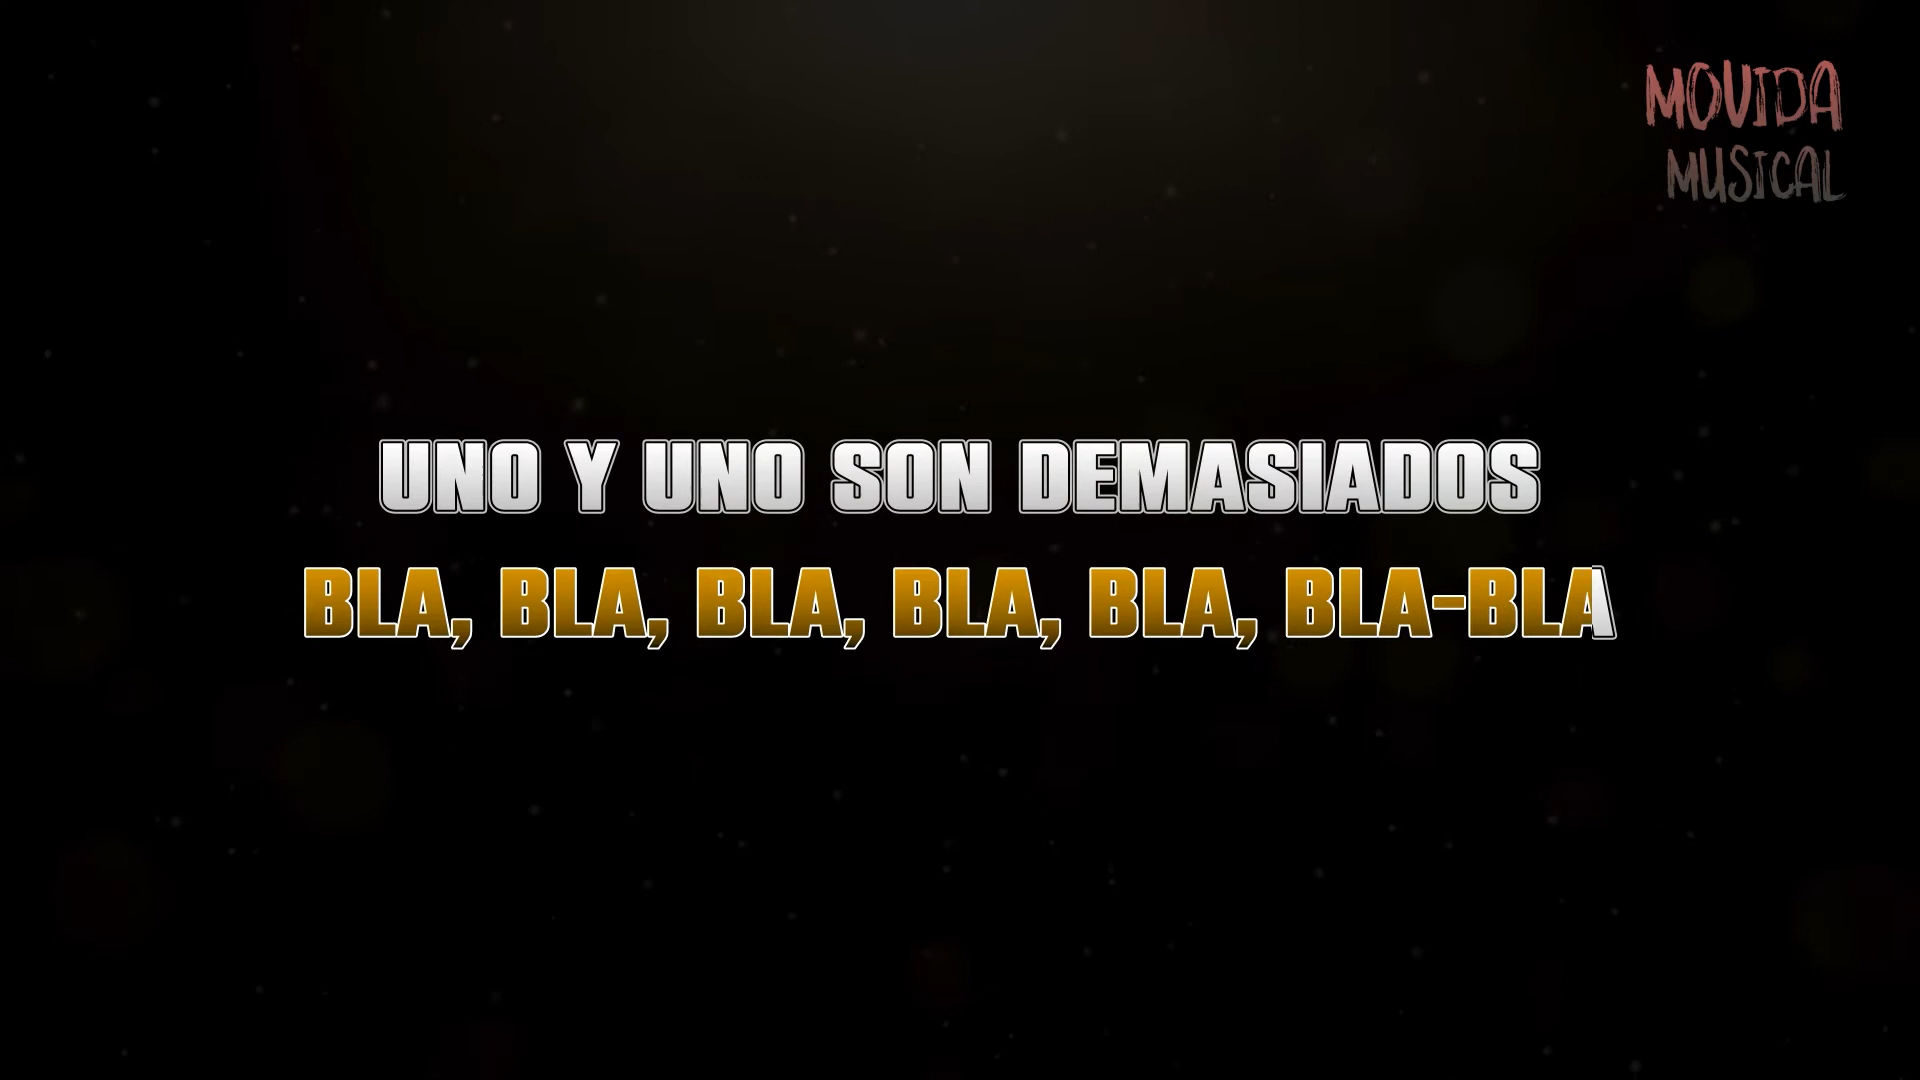 MOVIDA
MUSICAL
UNO Y UNO SON DEMASIADOS
BLA, BLA, BLA, BLA, BLA, BLA-BLA